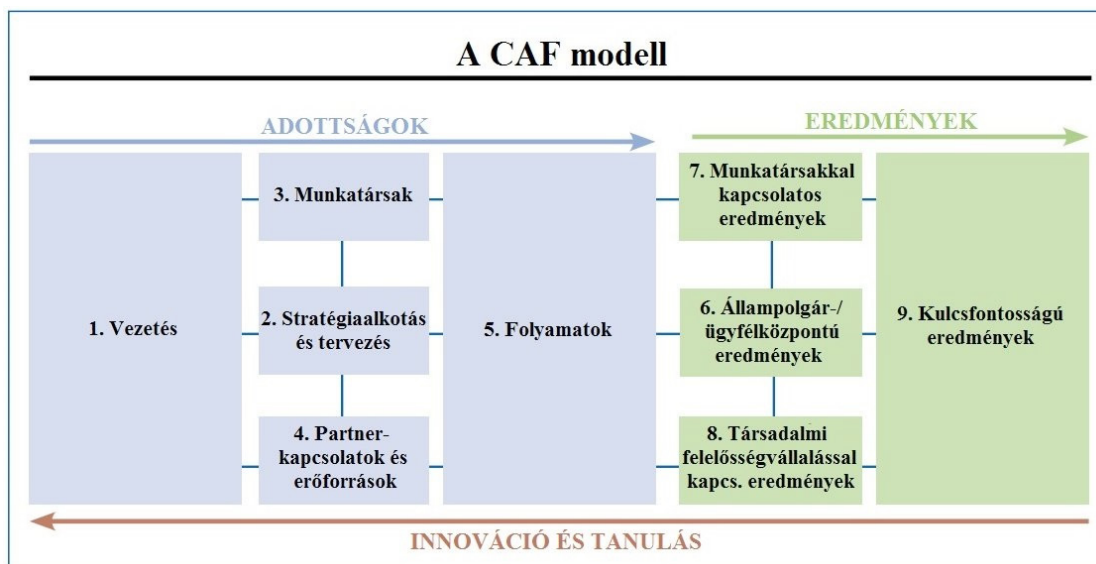 A CAF modell
ADOTTSÁGOK
EREDMÉNYEK
1. Vezetés
3. Munkatársak
2. Stratégiaalkotás
és tervezés
4. Partner-
kapcsolatok és
erőforrások
5. Folyamatok
7. Munkatársakkal
kapcsolatos
eredmények
6. Állampolgár-/
ügyfélközpontú
eredmények
8. Társadalmi
felelősségvállalással
kapcs. eredmények
9. Kulcsfontosságú
eredmények
INNOVÁCIÓ ÉS TANULÁS